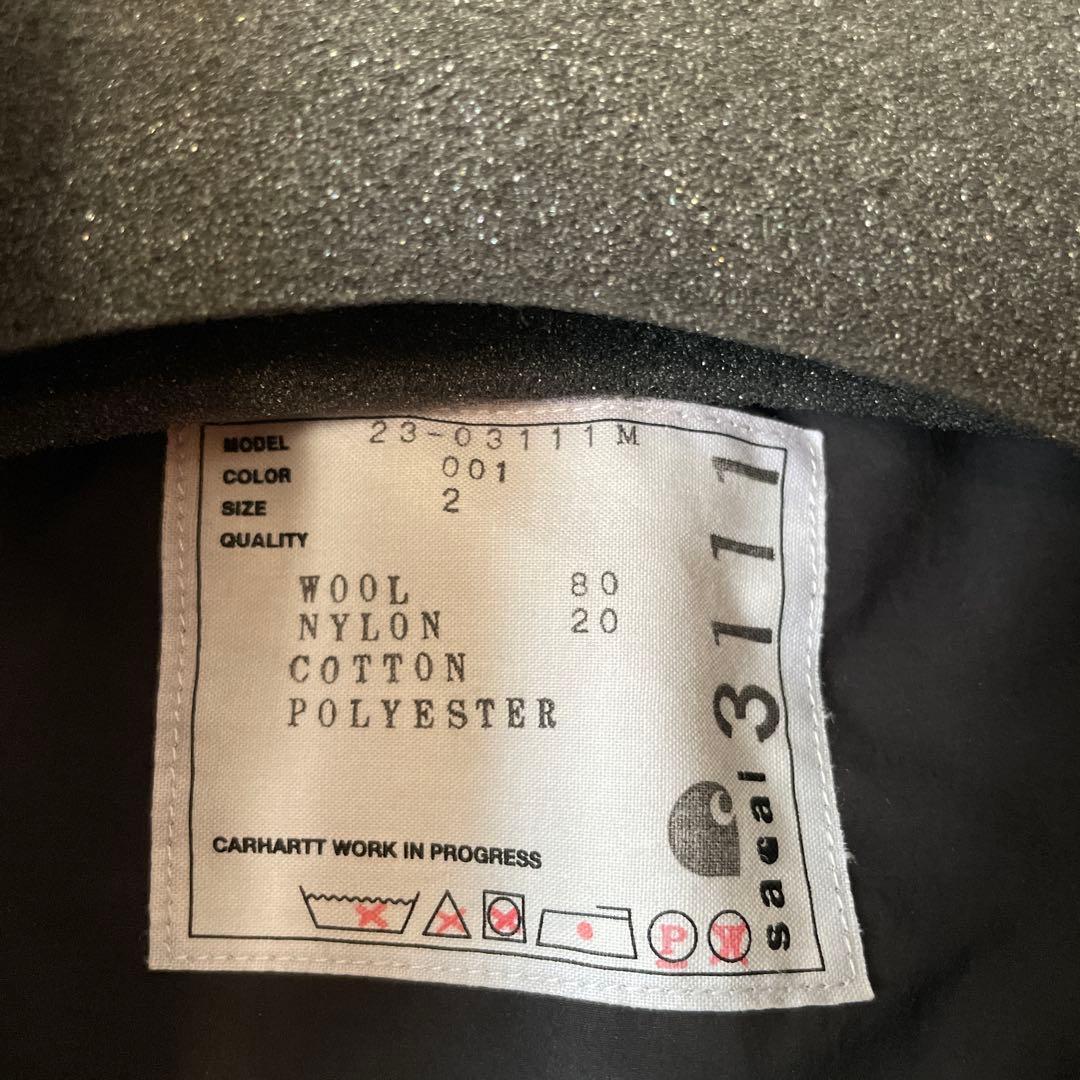 MODEL 23-03111M
COLOR 001
SIZE 2
QUALITY
WOOL 80
NYLON 20
COTTON
POLYESTER
CARHARTT WORK IN PROGRESS
P
W
sacai 3111